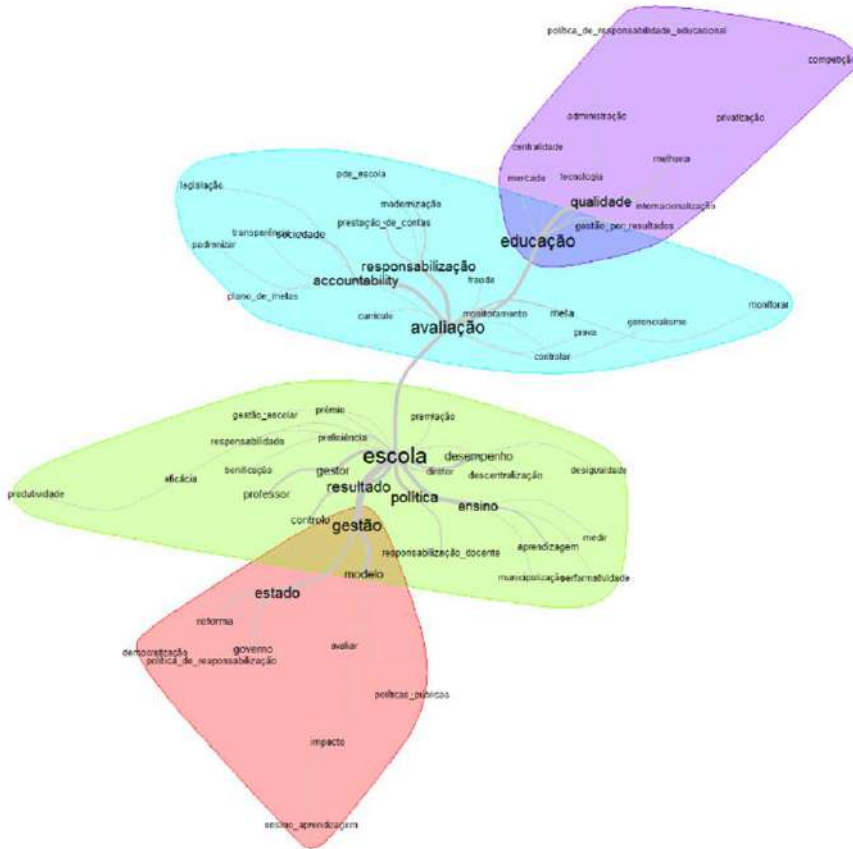 política_de_responsabilidade_educacional
competição
administração
privatização
centralidade
melhoria
pde_escola
mercado
tecnologia
legislação
qualidade
internacionalização
modernização
prestação_de_contas
gestão_por_resultados
transparência
sociedade
educação
padronizar
responsabilização
accountability
fraude
plano_de_metas
monitorar
currículo
monitoramento
meta
avaliação
prova
gerencialismo
controlar
gestão_escolar
prêmio
premiação
responsabilidade
proficiência
escola
desempenho
bonificação
gestor
diretor
descentralização
desigualdade
eficácia
produtividade
professor
resultado
política
ensino
controle
gestão
medir
responsabilização_docente
aprendizagem
modelo
municipalização
performatividade
estado
reforma
democratização
governo
avaliar
política_de_responsabilização
políticas_públicas
impacto
ensino_aprendizagem